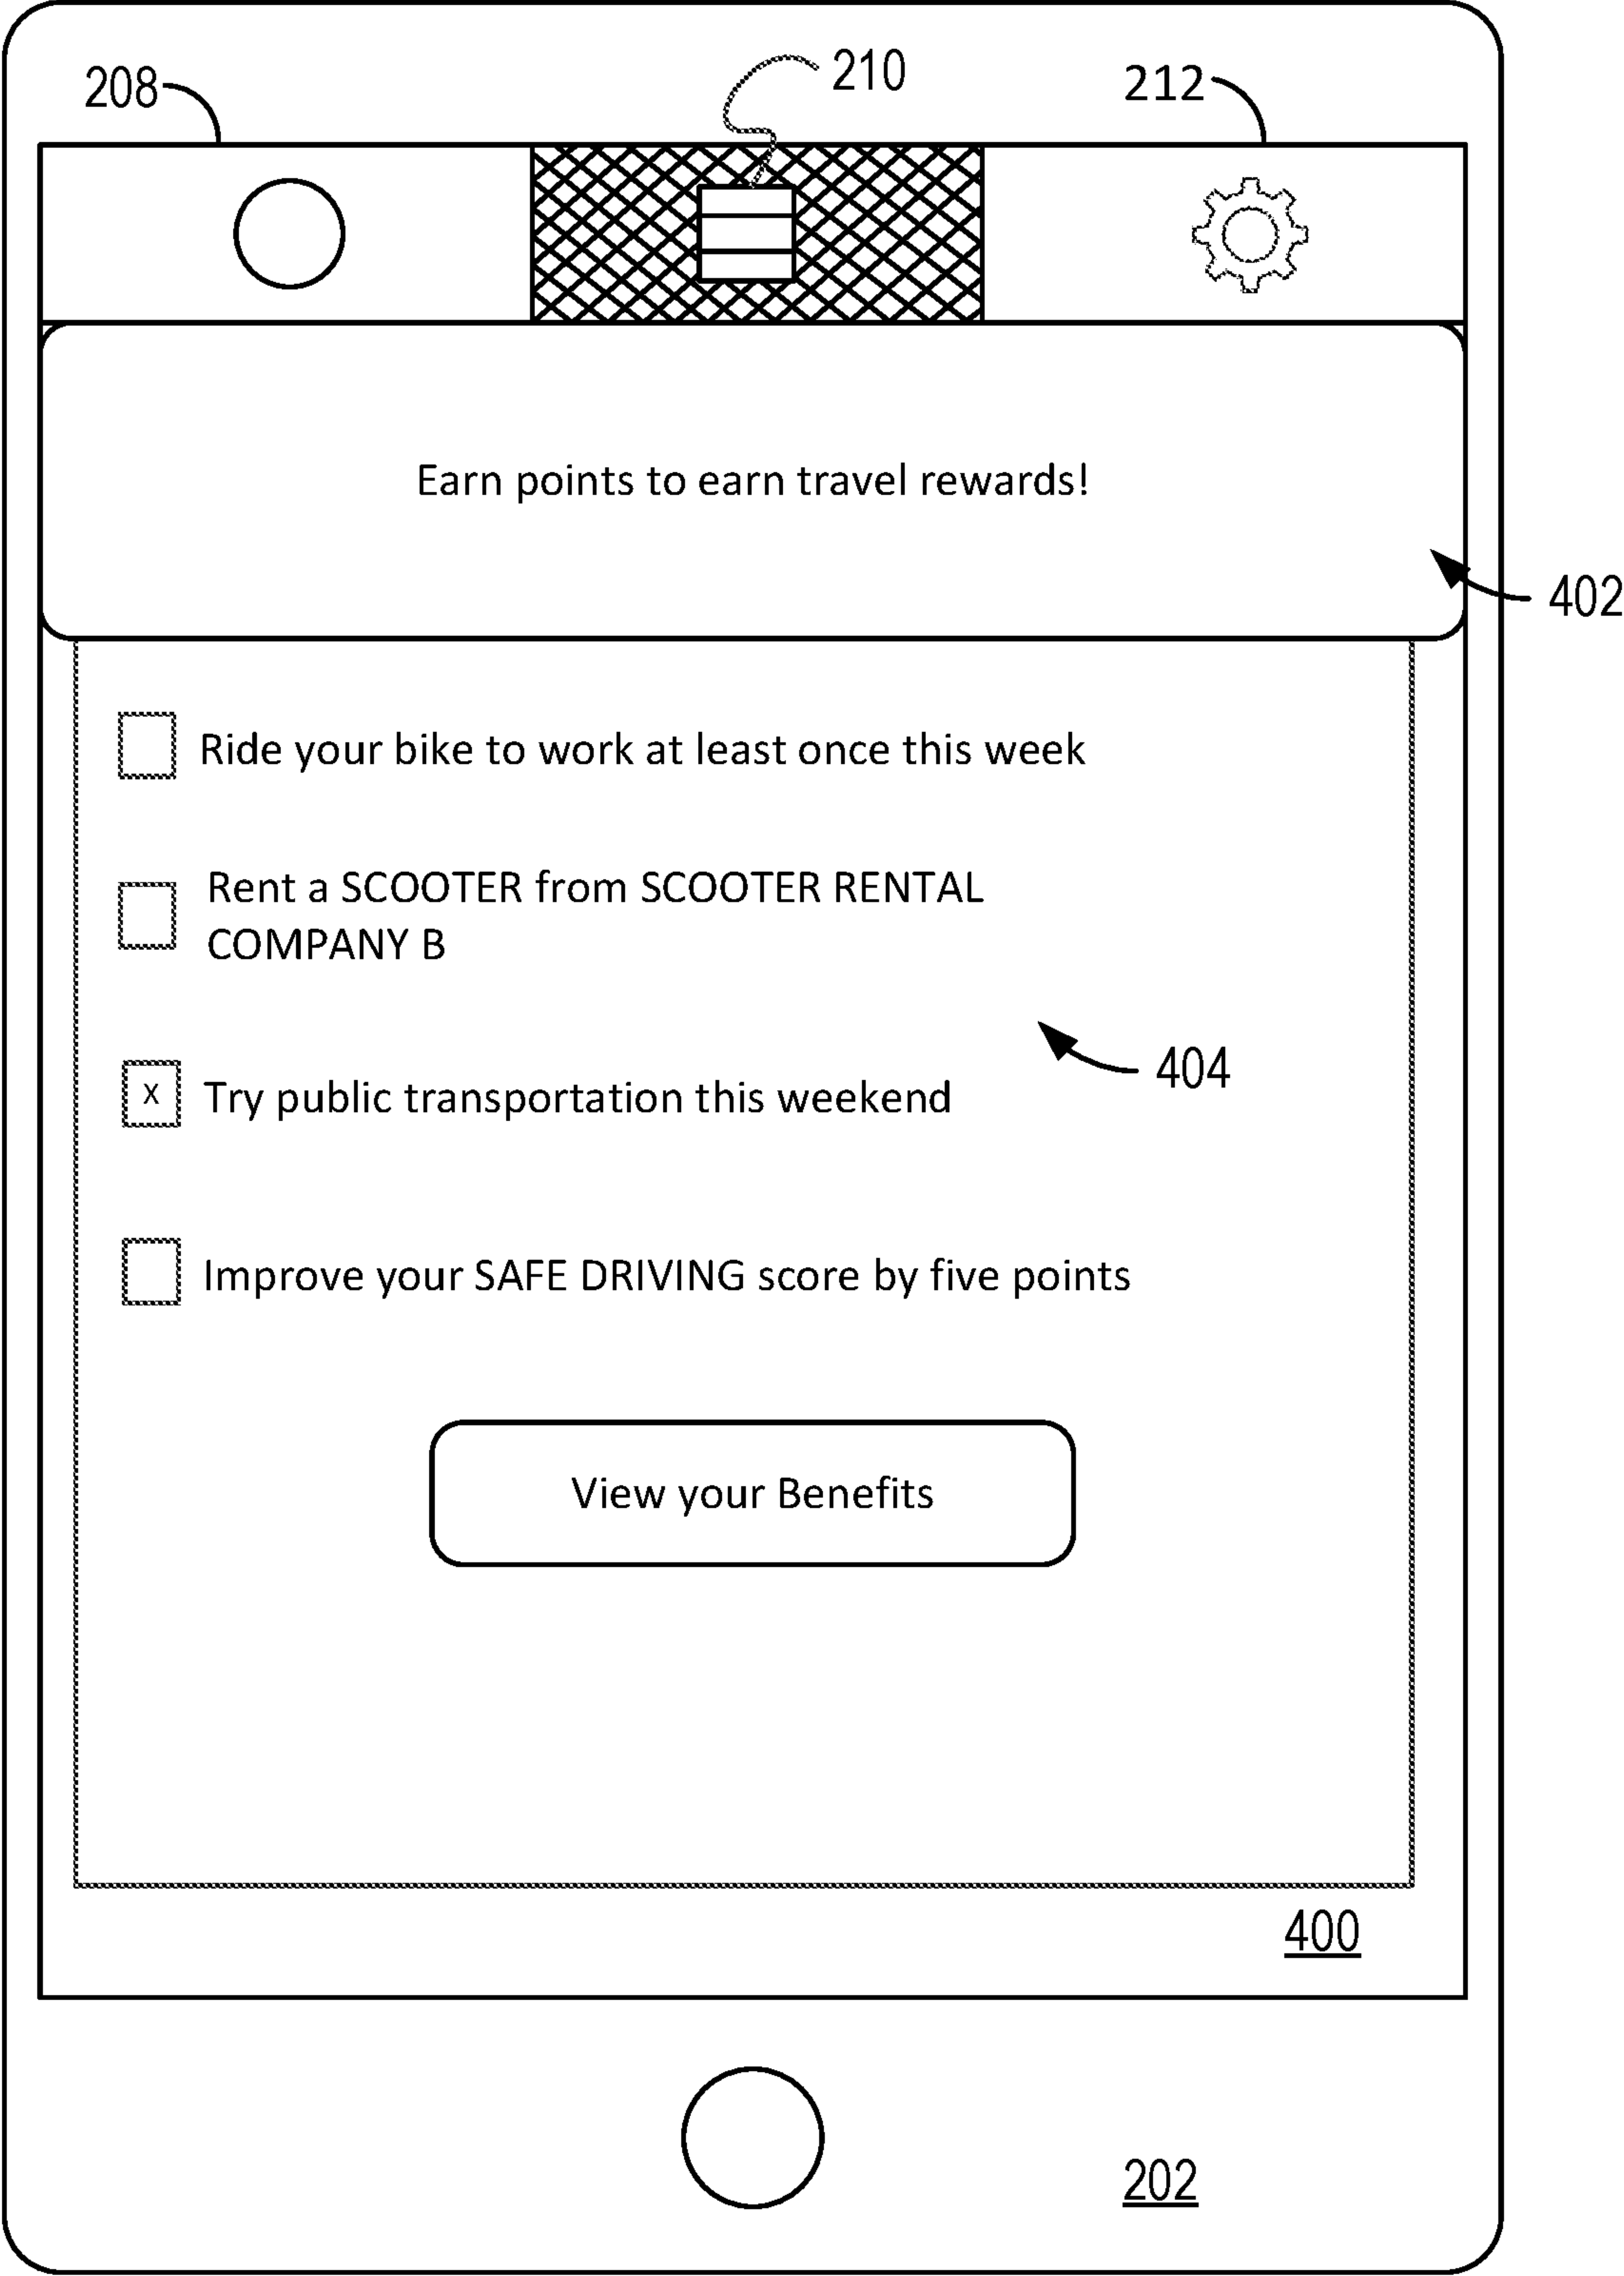 208
210
212
Earn points to earn travel rewards!
402
Ride your bike to work at least once this week
Rent a SCOOTER from SCOOTER RENTAL
COMPANY B
404
x Try public transportation this weekend
Improve your SAFE DRIVING score by five points
View your Benefits
400
202